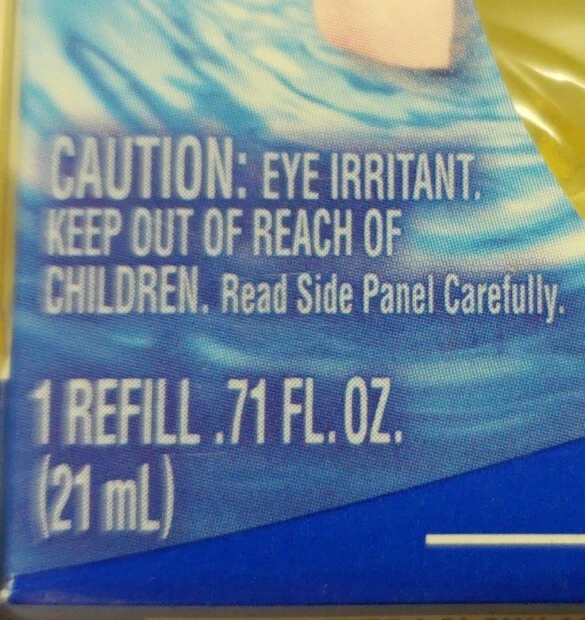 CAUTION: EYE IRRITANT.
KEEP OUT OF REACH OF
CHILDREN. Read Side Panel Carefully.
1 REFILL .71 FL. OZ.
(21 mL)